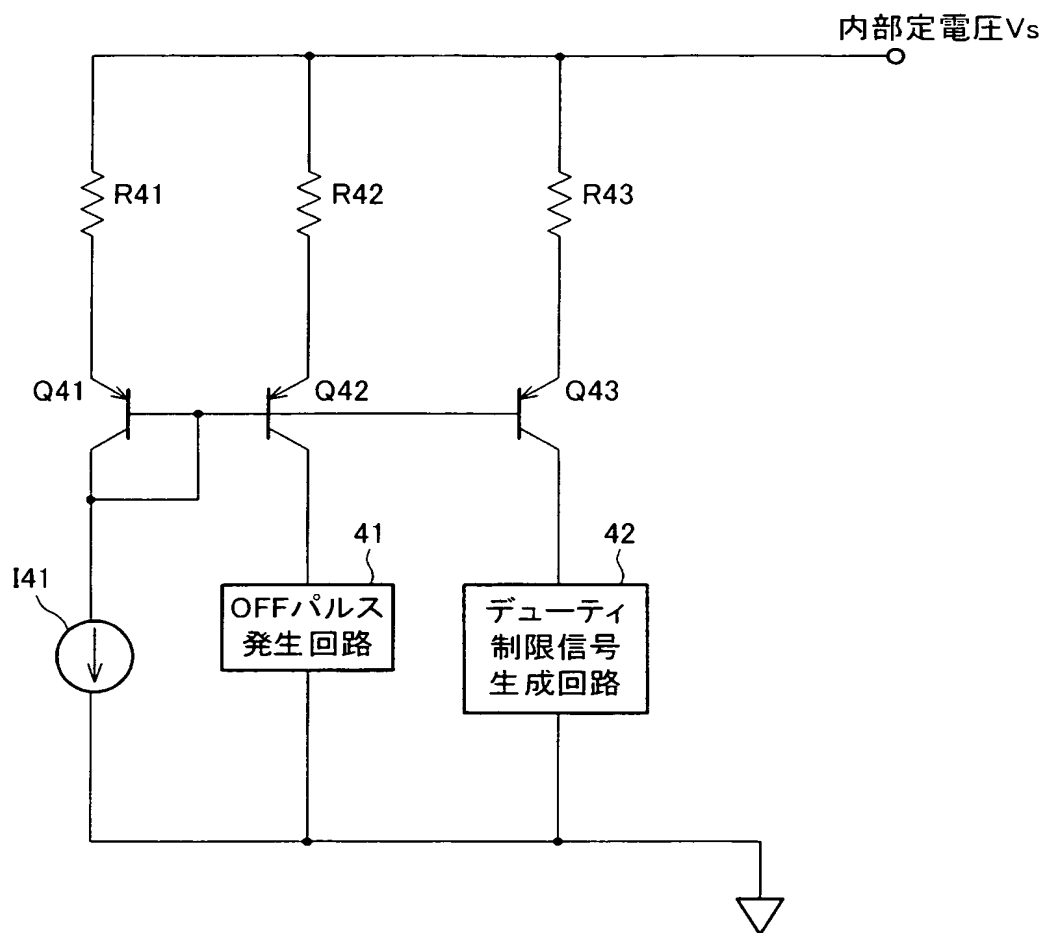 内部定電圧Vs
R41
R42
R43
Q41
Q42
Q43
I41
41
42
OFFパルス
発生回路
デューティ
制限信号
生成回路